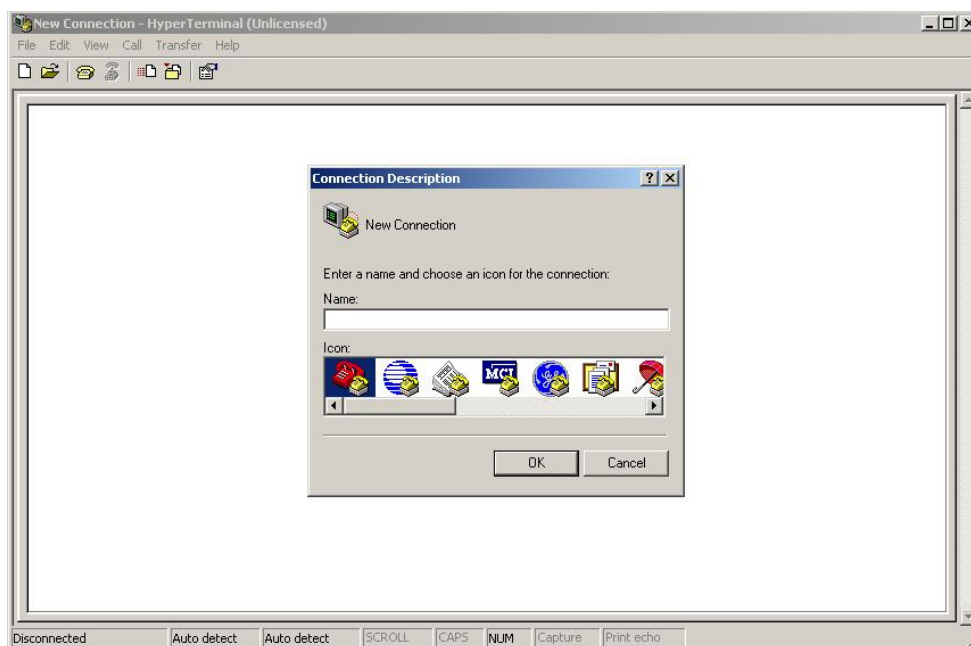 New Connection - HyperTerminal (Unlicensed)
File Edit View Call Transfer Help
Connection Description
New Connection
Enter a name and choose an icon for the connection:
Name:
Icon:
MCI
OK Cancel
Disconnected Auto detect Auto detect SCROLL CAPS NUM Capture Print echo